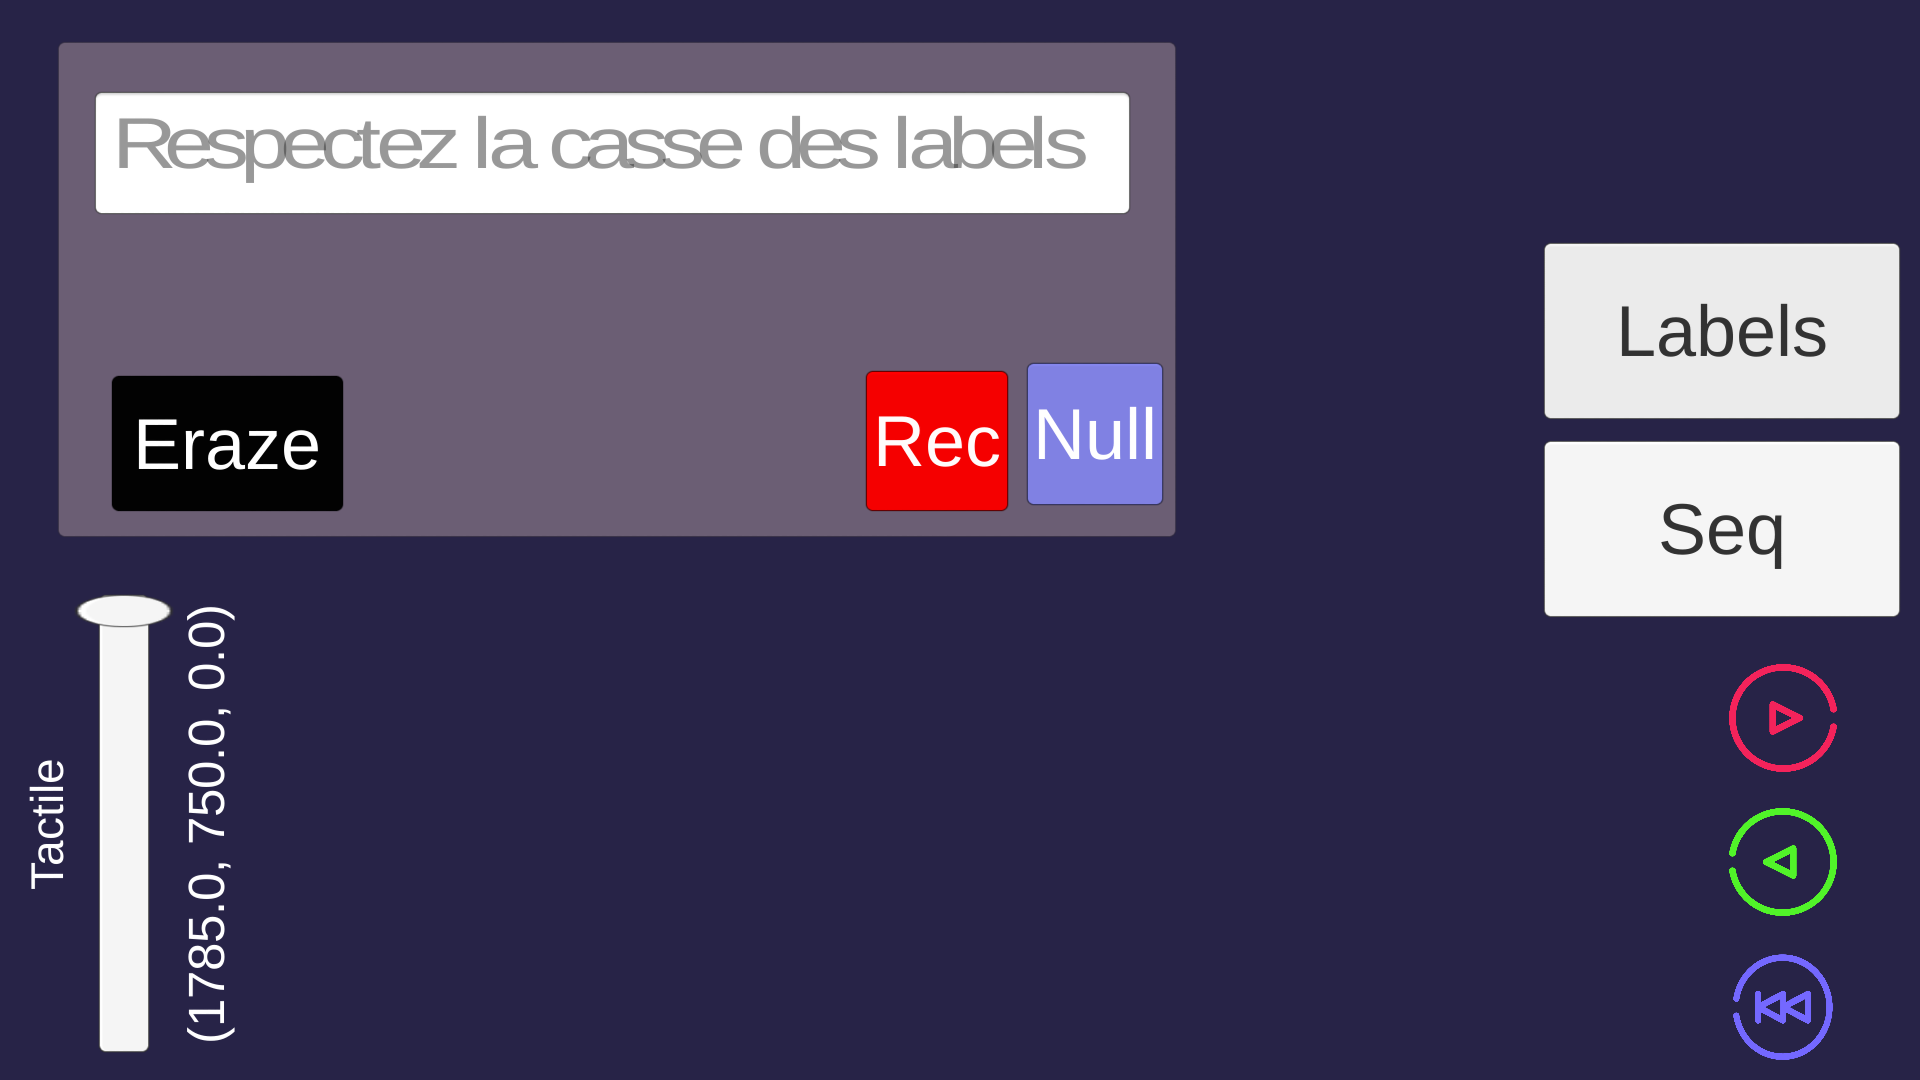 Respectez la casse des labels
Labels
Eraze
Rec
Null
Seq
Tactile
(1785.0, 750.0, 0.0)